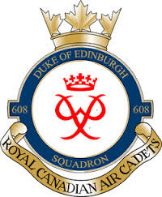 DUKE OF EDINBURGH
608 608
SQUADRON
ROYAL CANADIAN AIR CADETS